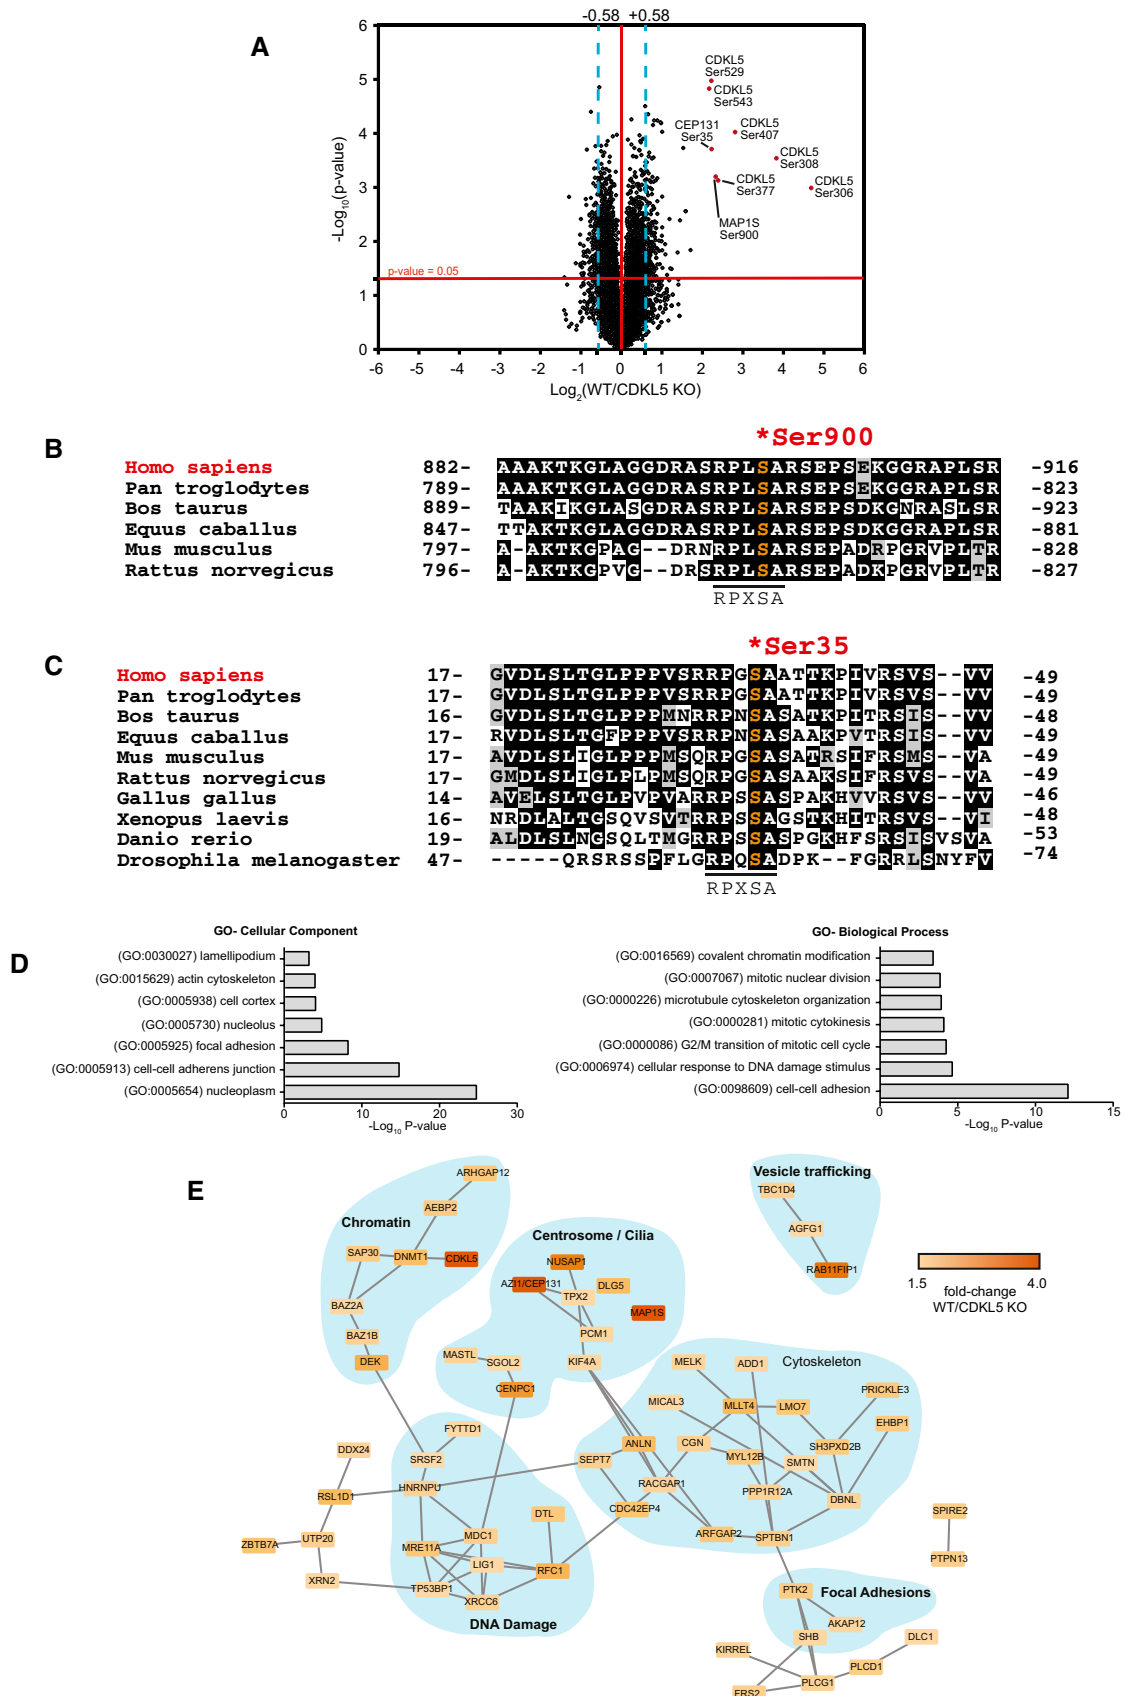 A
-0.58 +0.58
6
5
4
3
2
1
0
-Log10(p-value)
CDKL5
Ser529
CDKL5
Ser543
CEP131
Ser35
CDKL5
Ser407
CDKL5
Ser308
CDKL5
Ser377
CDKL5
Ser306
MAP1S
Ser900
p-value = 0.05
-6 -5 -4 -3 -2 -1 0 1 2 3 4 5 6
Log2(WT/CDKL5 KO)
B
*Ser900
Homo sapiens 882- AAAKTKGLAGGDRASRPLSARSEPSEKGGRAPLSR -916
Pan troglodytes 789- AAAKTKGLAGGDRASRPLSARSEPSEKGGRAPLSR -823
Bos taurus 889- TAAKIKGLASGDRASRPLSARSEPSDKGNRASLSR -923
Equus caballus 847- TTAKTKGLAGGDRASRPLSARSEPSDKGGRAPLSR -881
Mus musculus 797- A-AKTKGPAG--DRNRPLSARSEPADRPGRVPLTR -828
Rattus norvegicus 796- A-AKTKGPVG--DRSRPLSARSEPADKPGRVPLTR -827
RPXSA
C
*Ser35
Homo sapiens 17- GVDLSLTGLPPPVSRRPGSAATTKPIVRSVS--VV -49
Pan troglodytes 17- GVDLSLTGLPPPVSRRPGSAATTKPIVRSVS--VV -49
Bos taurus 16- GVDLSLTGLPPPMNRRPNSASATKPITRSIS--VV -48
Equus caballus 17- RVDLSLTGFPPPVSRRPNSASAAKPVTRSIS--VV -49
Mus musculus 17- AVDLSLIGLPPPMSQRPGSASATRSIFRSMS--VA -49
Rattus norvegicus 17- GMDLSLIGLPLPMSQRPGSASAAKSIFRSVS--VA -49
Gallus gallus 14- AVELSLTGLPVPVARRPSSASPAKHVVRSVS--VV -46
Xenopus laevis 16- NRDLALTGSQVSVTRRPSSAGSTKHITRSVS--VI -48
Danio rerio 19- ALDLSLNGSQLTMGRRPSSASPGKHFSRSISVSVA -53
Drosophila melanogaster 47- -----QRSRSSPFLGRPQSADPK--FGRRLSNYFV -74
RPXSA
D
GO- Cellular Component
(GO:0030027) lamellipodium
(GO:0015629) actin cytoskeleton
(GO:0005938) cell cortex
(GO:0005730) nucleolus
(GO:0005925) focal adhesion
(GO:0005913) cell-cell adherens junction
(GO:0005654) nucleoplasm
0 10 20 30
-Log10 P-value
GO- Biological Process
(GO:0016569) covalent chromatin modification
(GO:0007067) mitotic nuclear division
(GO:0000226) microtubule cytoskeleton organization
(GO:0000281) mitotic cytokinesis
(GO:0000086) G2/M transition of mitotic cell cycle
(GO:0006974) cellular response to DNA damage stimulus
(GO:0098609) cell-cell adhesion
0 5 10 15
-Log10 P-value
E
Chromatin
ARHGAP12
AEBP2
SAP30
DNMT1
CDKL5
BAZ2A
BAZ1B
DEK
Centrosome / Cilia
NUSAP1
AZI1/CEP131
DLG5
TPX2
MAP1S
PCM1
MASTL
SGOL2
KIF4A
CENPC1
Vesicle trafficking
TBC1D4
AGFG1
RAB11FIP1
1.5 4.0
fold-change
WT/CDKL5 KO
Cytoskeleton
MELK
ADD1
PRICKLE3
MICAL3
MLLT4
LMO7
EHBP1
ANLN
CGN
MYL12B
SH3PXD2B
SMTN
SEPT7
RACGAP1
PPP1R12A
DBNL
CDC42EP4
ARFGAP2
SPTBN1
FYTTD1
DDX24
SRSF2
RSL1D1
HNRNPU
ZBTB7A
UTP20
XRN2
DTL
MDC1
MRE11A
LIG1
RFC1
TP53BP1
XRCC6
DNA Damage
SPIRE2
PTPN13
PTK2
Focal Adhesions
AKAP12
SHB
DLC1
KIRREL
PLCD1
PLCG1
FRS2